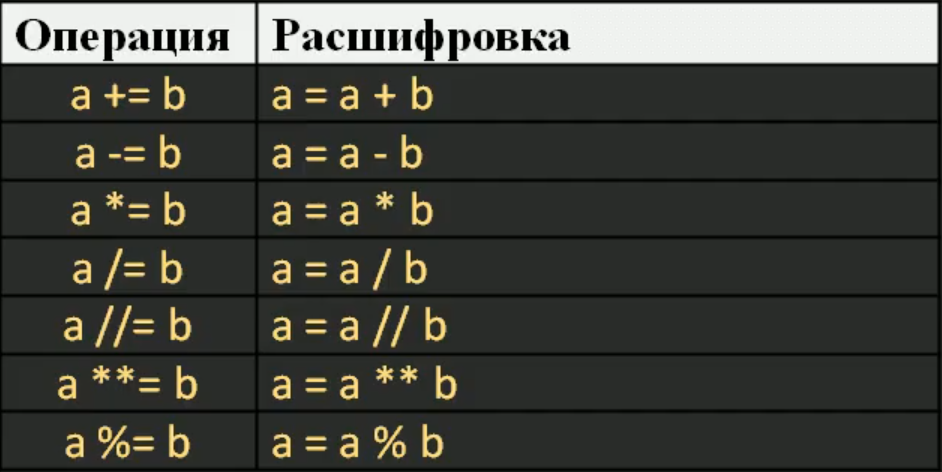 Операция Расшифровка
a += b a = a + b
a -= b a = a - b
a *= b a = a * b
a /= b a = a / b
a //= b a = a // b
a **= b a = a ** b
a %= b a = a % b